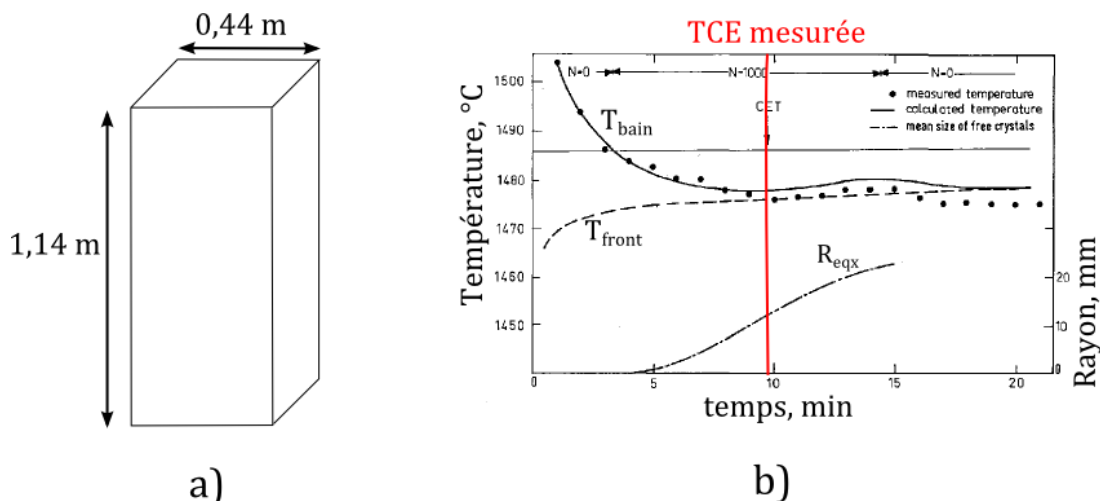 0,44 m
1,14 m
a)
TCE mesurée
N=0
N=1000
N=0
CET
measured temperature
calculated temperature
mean size of free crystals
T_bain
T_front
R_eqx
Température, °C
1500
1490
1480
1470
1460
1450
20
10
0
Rayon, mm
0
5
10
15
20
temps, min
b)